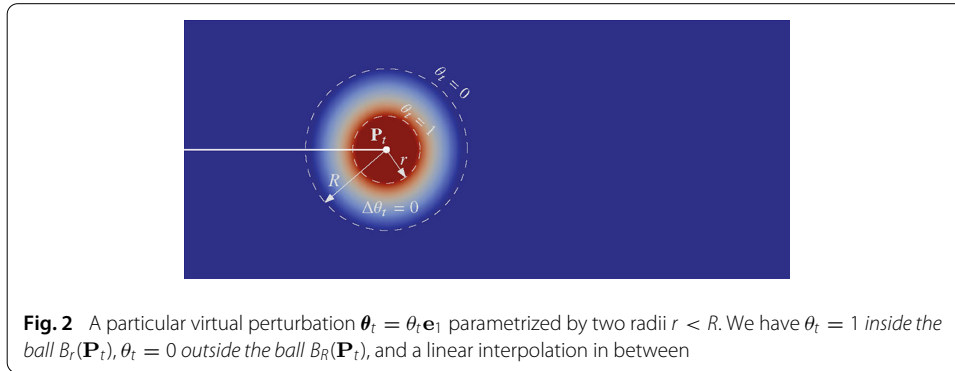 θₜ = 0
θₜ = 1
𝐏ₜ
r
R
Δθₜ = 0
Fig. 2 A particular virtual perturbation 𝛉ₜ = θₜ𝐞₁ parametrized by two radii r < R. We have θₜ = 1 inside the
ball Bᵣ(𝐏ₜ), θₜ = 0 outside the ball B_R(𝐏ₜ), and a linear interpolation in between